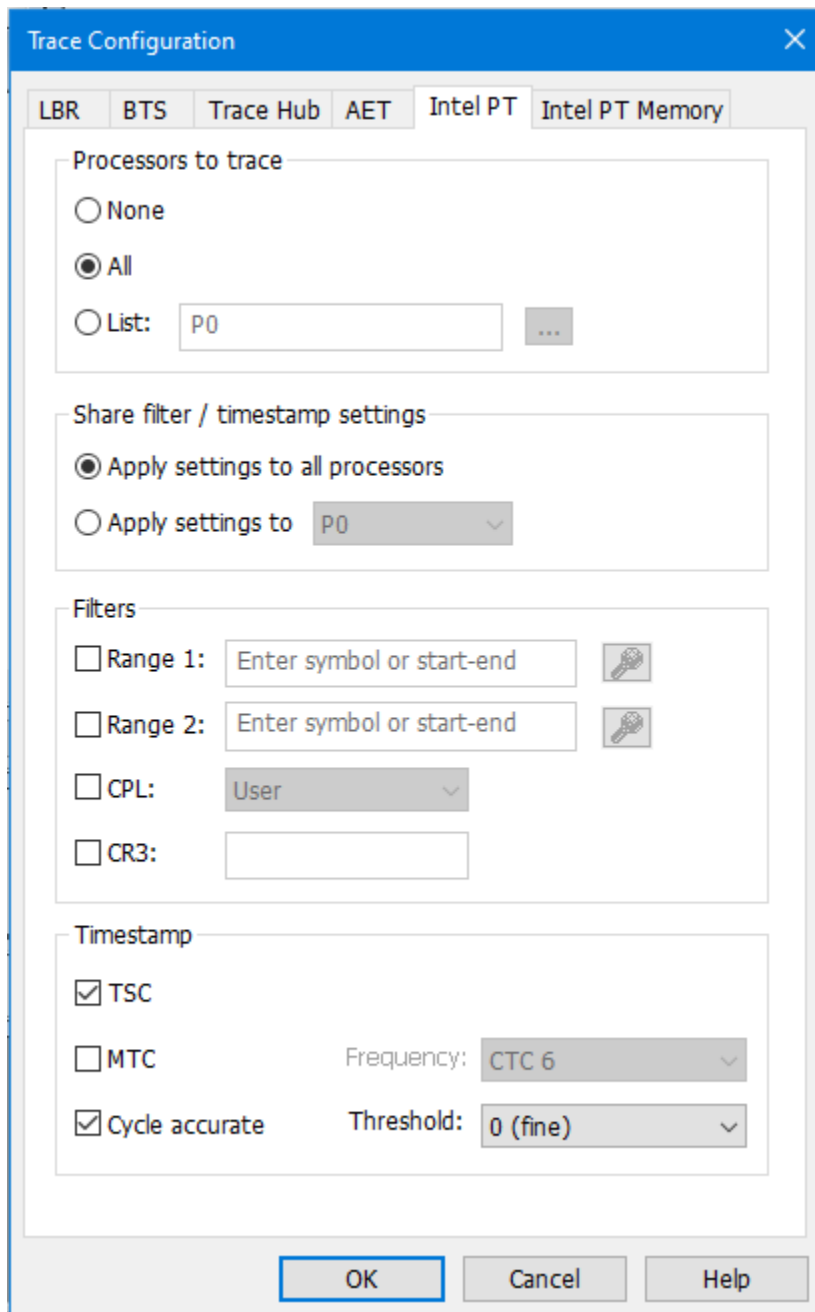 Trace Configuration
LBR BTS Trace Hub AET Intel PT Intel PT Memory
Processors to trace
None
All
List: P0 ...
Share filter / timestamp settings
Apply settings to all processors
Apply settings to P0
Filters
Range 1: Enter symbol or start-end
Range 2: Enter symbol or start-end
CPL: User
CR3:
Timestamp
TSC
MTC Frequency: CTC 6
Cycle accurate Threshold: 0 (fine)
OK Cancel Help